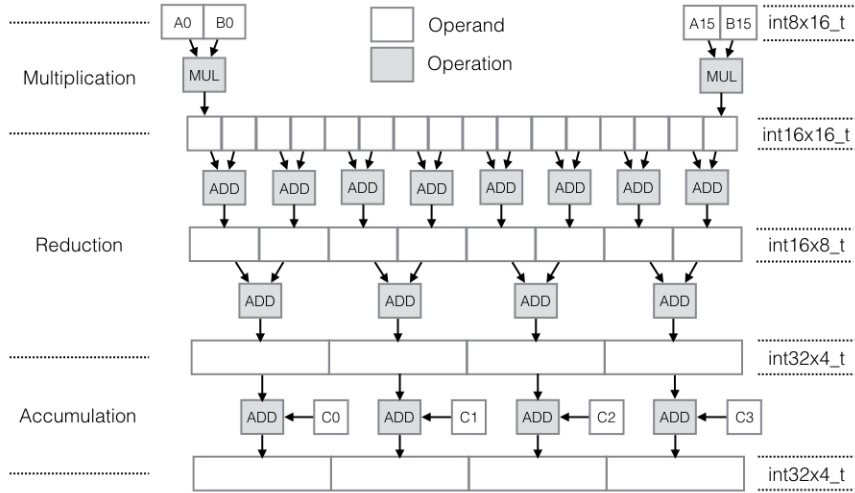 A0 B0
A15 B15
int8x16_t
Operand
Operation
Multiplication
MUL
MUL
int16x16_t
ADD ADD ADD ADD ADD ADD ADD ADD
Reduction
int16x8_t
ADD ADD ADD ADD
int32x4_t
Accumulation
ADD C0 ADD C1 ADD C2 ADD C3
int32x4_t